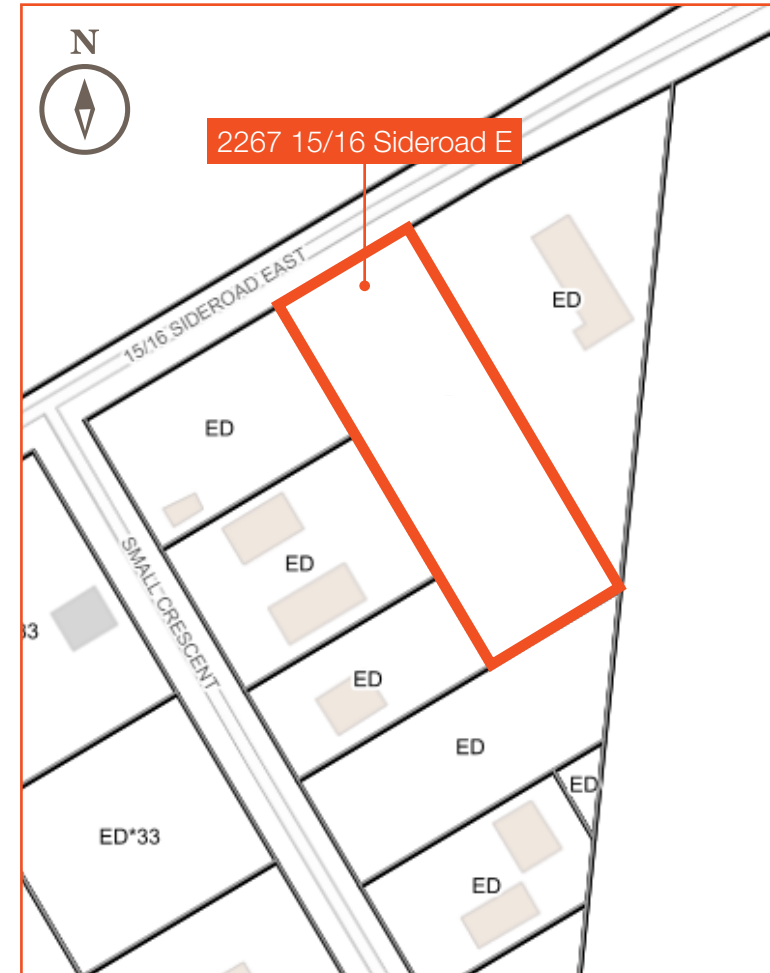 N
2267 15/16 Sideroad E
15/16 SIDEROAD EAST
ED
ED
ED
SMALL CRESCENT
33
ED
ED
ED
ED*33
ED